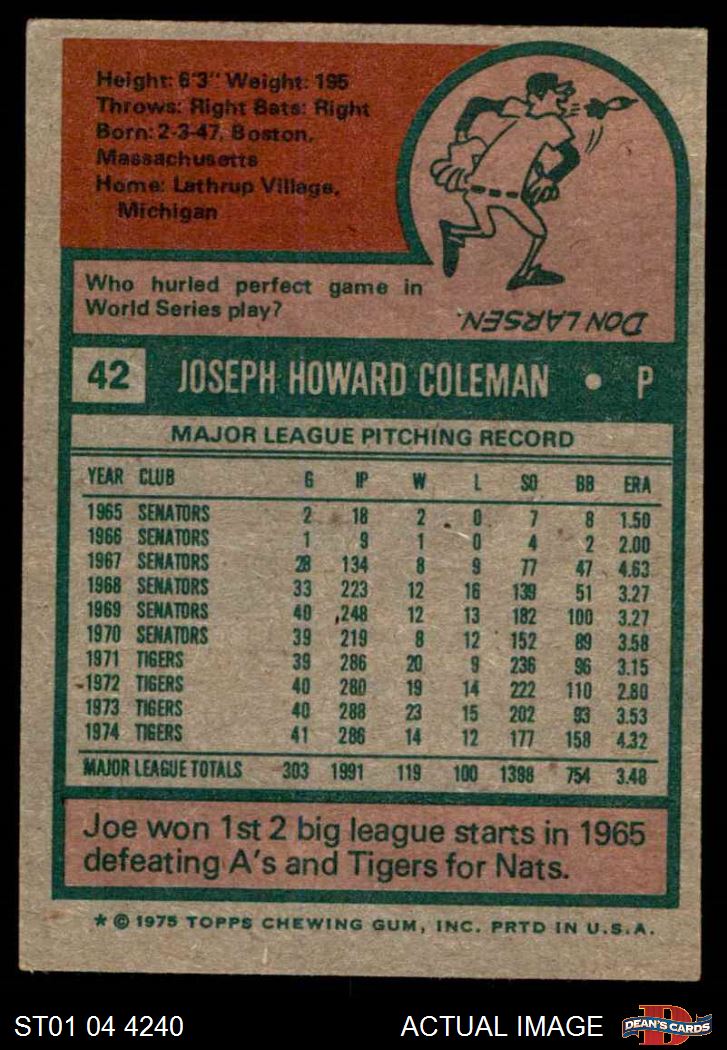 Height: 6'3" Weight: 195
Throws: Right Bats: Right
Born: 2-3-47, Boston,
Massachusetts
Home: Lathrup Village,
Michigan
Who hurled perfect game in
World Series play?
DON LARSEN
42 JOSEPH HOWARD COLEMAN • P
MAJOR LEAGUE PITCHING RECORD
YEAR CLUB G IP W L SO BB ERA
1965 SENATORS 2 18 2 0 7 8 1.50
1966 SENATORS 1 9 1 0 4 2 2.00
1967 SENATORS 28 134 8 9 77 47 4.63
1968 SENATORS 33 223 12 16 139 51 3.27
1969 SENATORS 40 248 12 13 182 100 3.27
1970 SENATORS 39 219 8 12 152 89 3.58
1971 TIGERS 39 286 20 9 236 96 3.15
1972 TIGERS 40 280 19 14 222 110 2.80
1973 TIGERS 40 288 23 15 202 93 3.53
1974 TIGERS 41 286 14 12 177 158 4.32
MAJOR LEAGUE TOTALS 303 1991 119 100 1398 754 3.48
Joe won 1st 2 big league starts in 1965
defeating A's and Tigers for Nats.
* © 1975 TOPPS CHEWING GUM, INC. PRTD IN U.S.A.
ST01 04 4240 ACTUAL IMAGE D DEAN'S CARDS